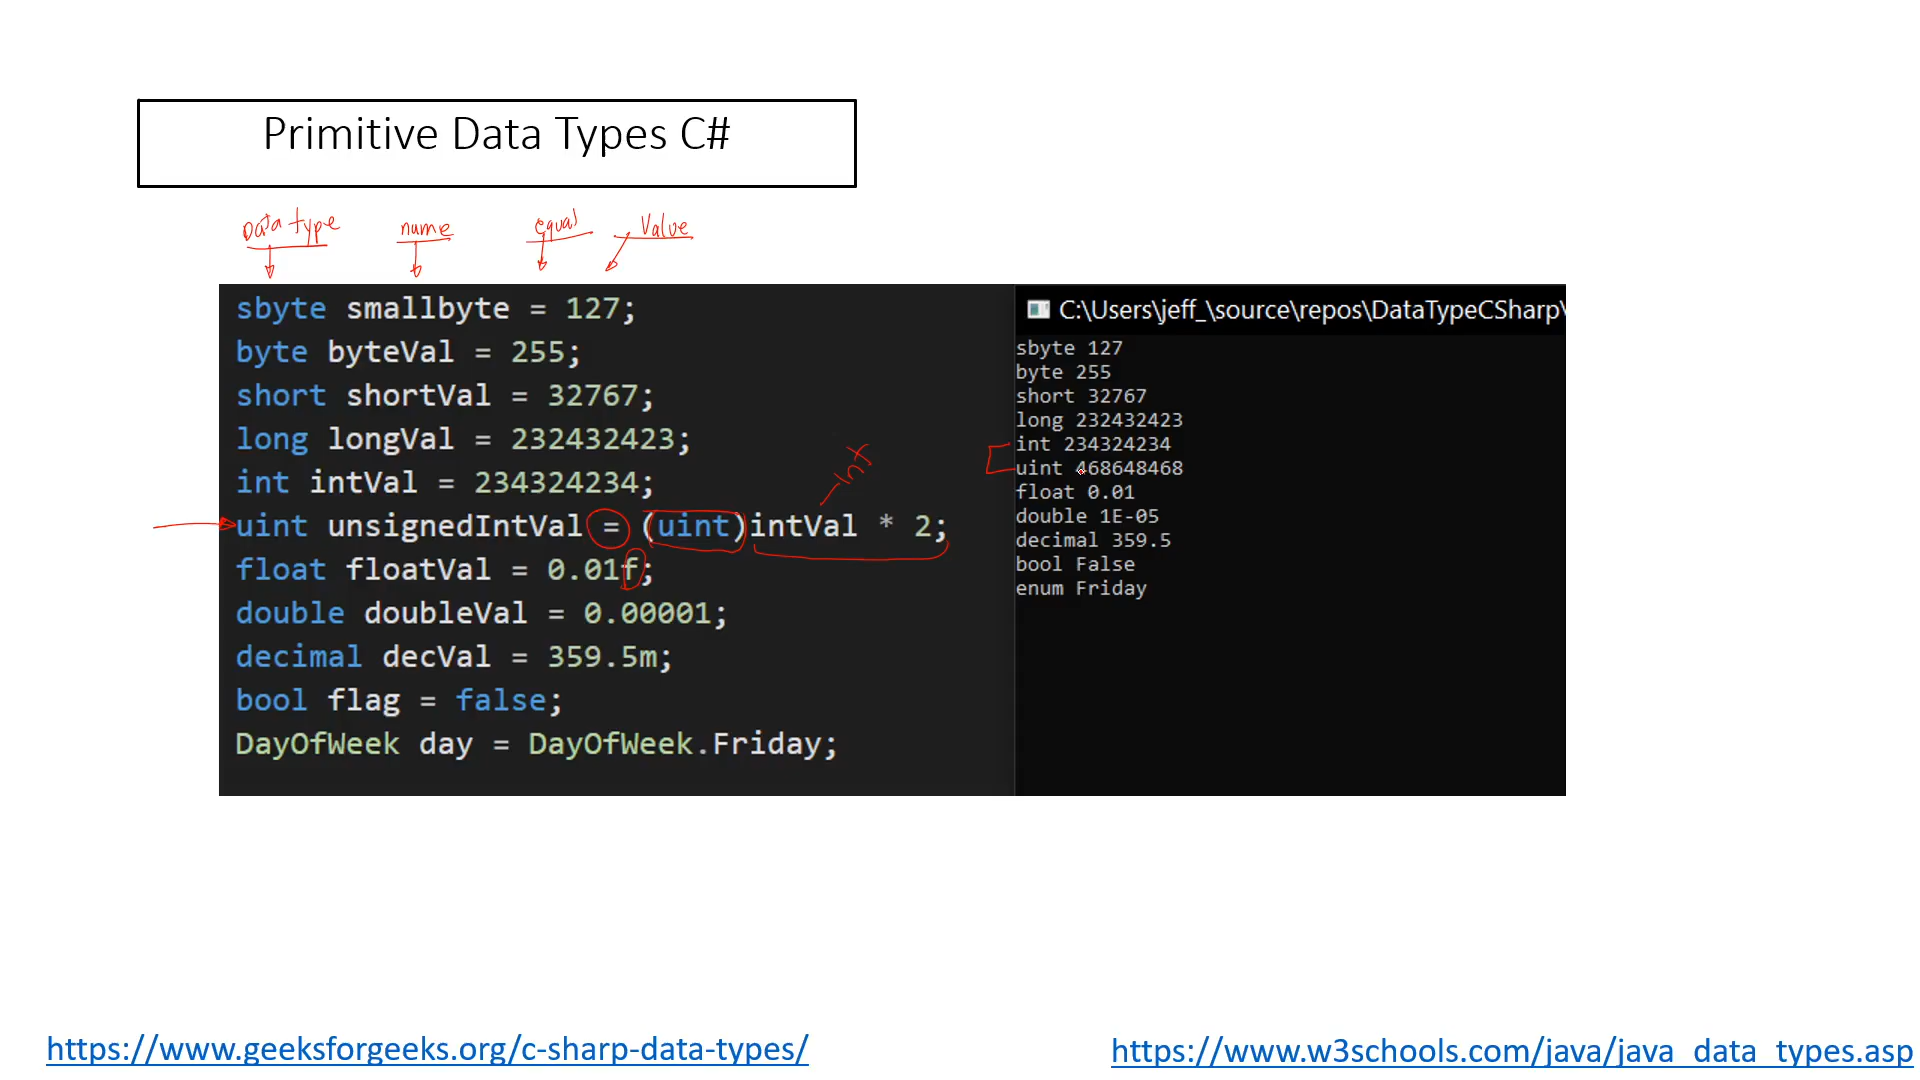 Primitive Data Types C#
Data type name equal Value
sbyte smallbyte = 127;
byte byteVal = 255;
short shortVal = 32767;
long longVal = 232432423;
int intVal = 234324234;
int
uint unsignedIntVal = (uint)intVal * 2;
float floatVal = 0.01f;
double doubleVal = 0.00001;
decimal decVal = 359.5m;
bool flag = false;
DayOfWeek day = DayOfWeek.Friday;
C:\Users\jeff_\source\repos\DataTypeCSharp\
sbyte 127
byte 255
short 32767
long 232432423
int 234324234
uint 468648468
float 0.01
double 1E-05
decimal 359.5
bool False
enum Friday
https://www.geeksforgeeks.org/c-sharp-data-types/
https://www.w3schools.com/java/java_data_types.asp